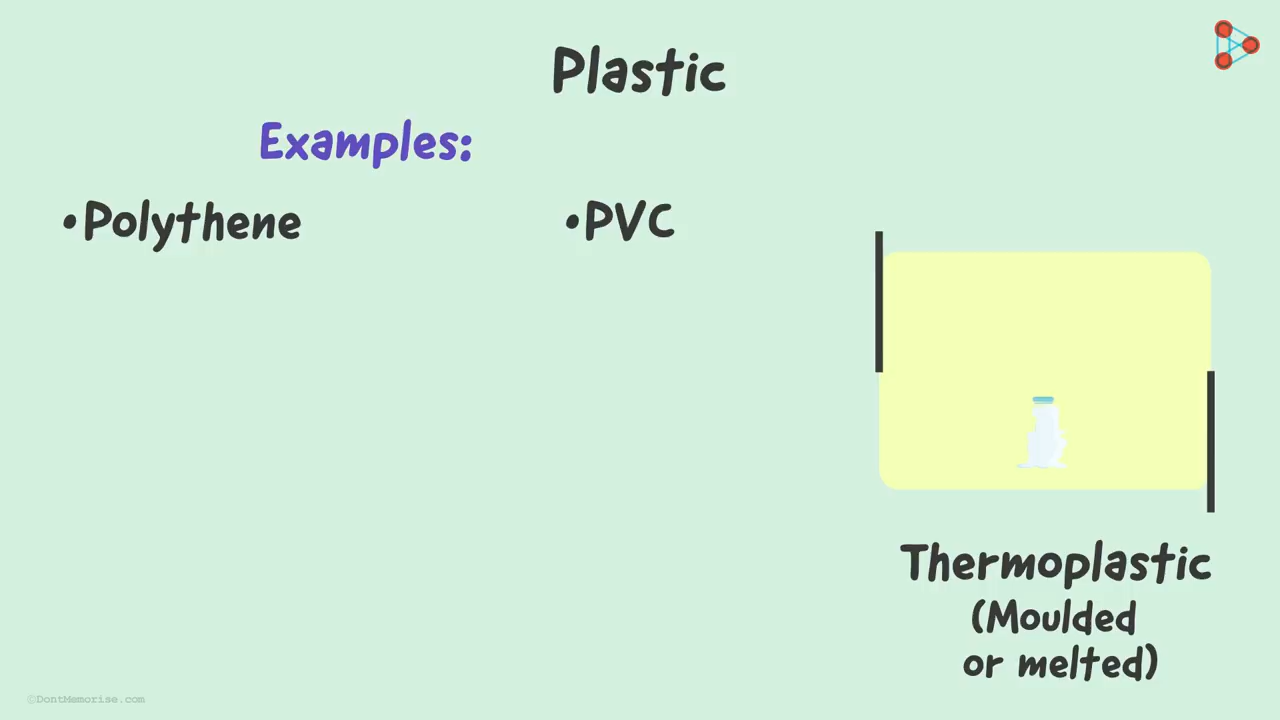 Plastic
Examples:
•Polythene
•PVC
Thermoplastic
(Moulded
or melted)
©DontMemorise.com